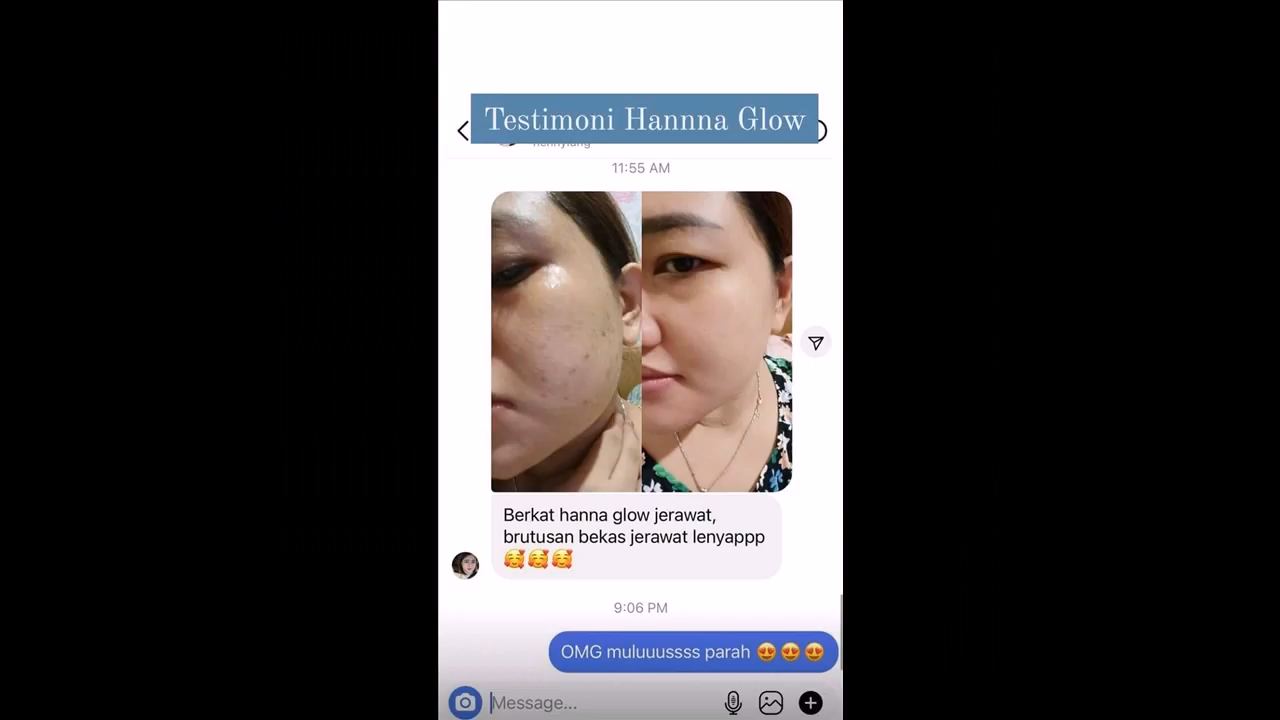 Testimoni Hannna Glow
11:55 AM
Berkat hanna glow jerawat,
brutusan bekas jerawat lenyappp
🥰🥰🥰
9:06 PM
OMG muluuussss parah 😍😍😍
Message...